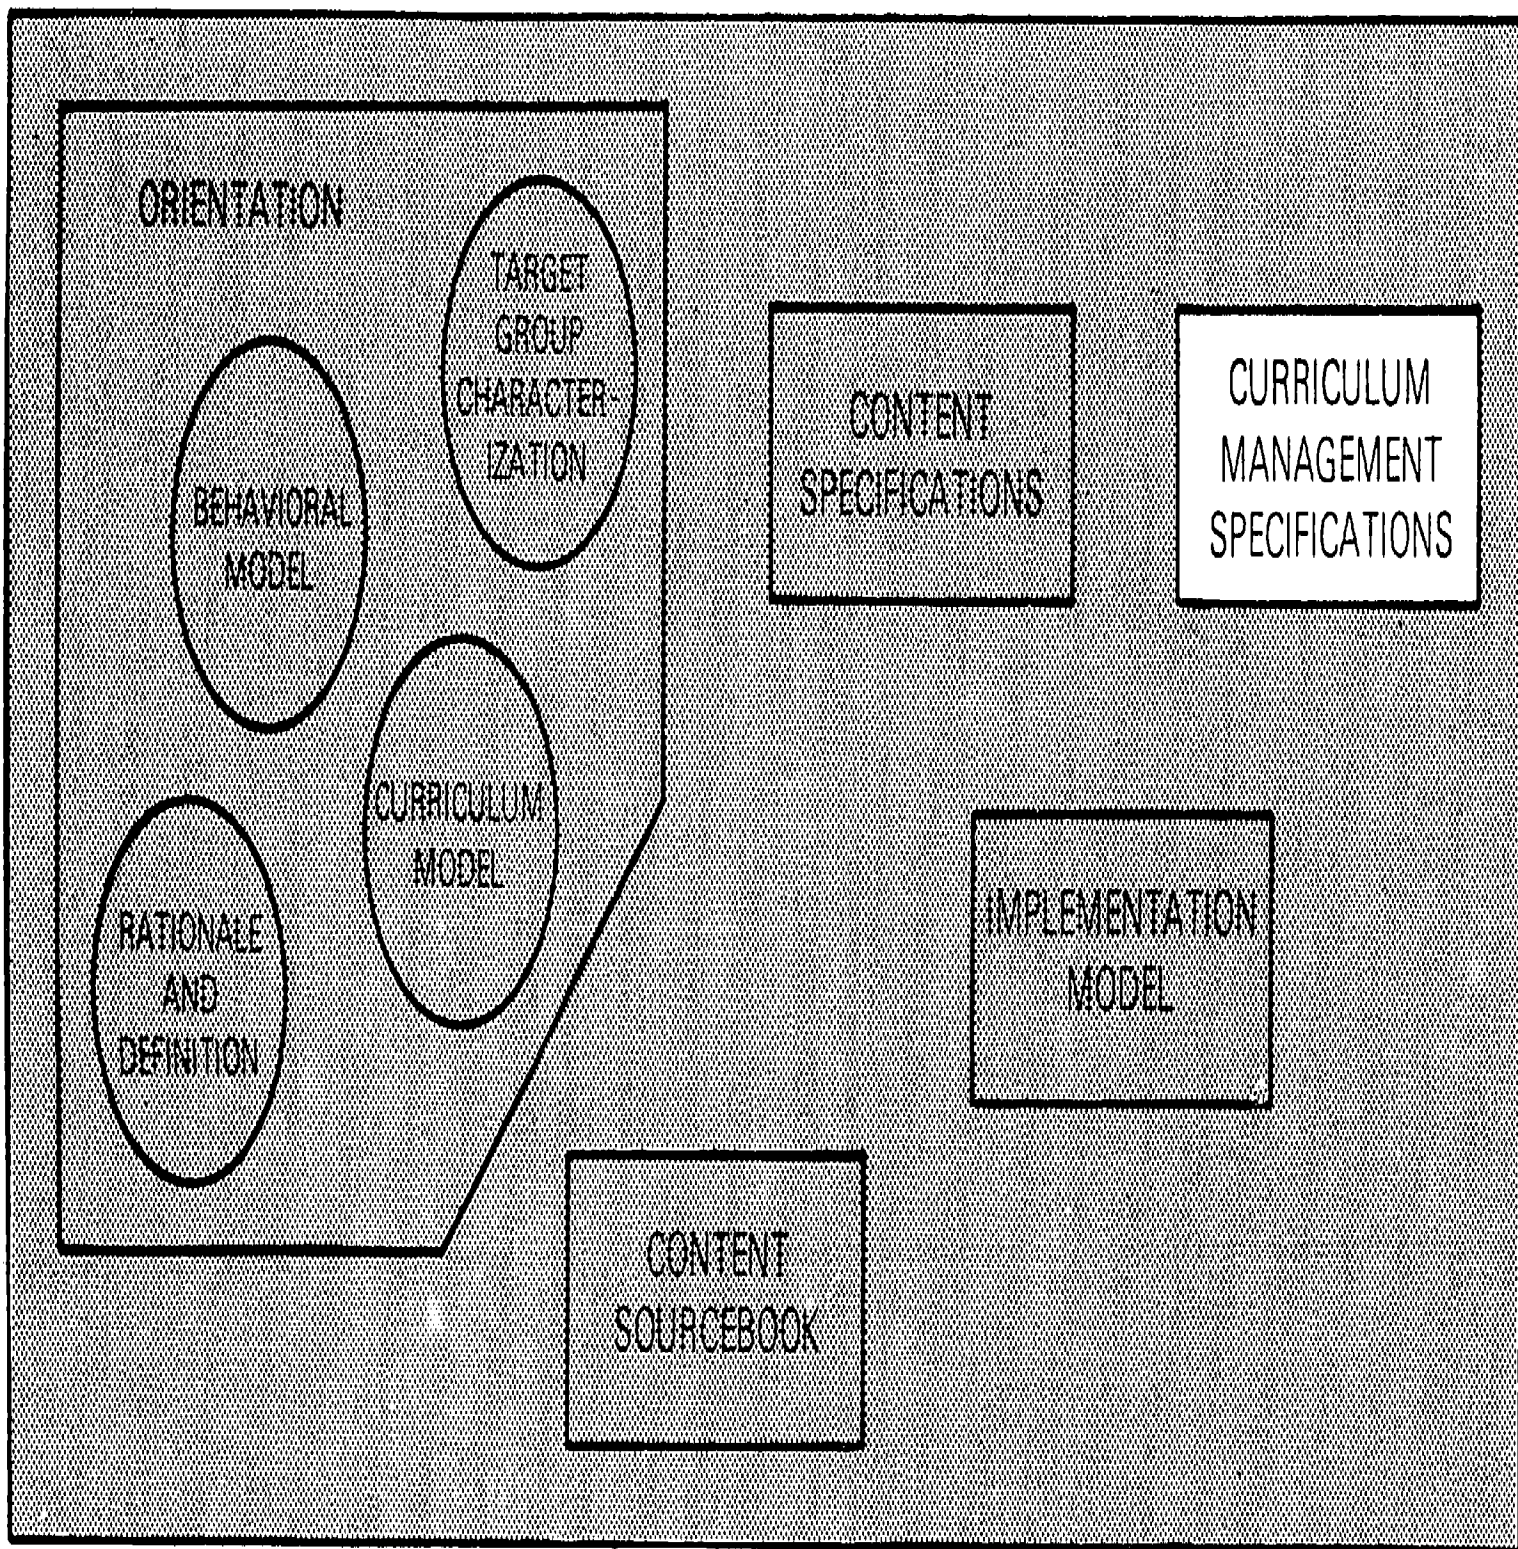 ORIENTATION
TARGET
GROUP
CHARACTER-
IZATION
BEHAVIORAL
MODEL
CURRICULUM
MODEL
RATIONALE
AND
DEFINITION
CONTENT
SPECIFICATIONS
CURRICULUM
MANAGEMENT
SPECIFICATIONS
IMPLEMENTATION
MODEL
CONTENT
SOURCEBOOK